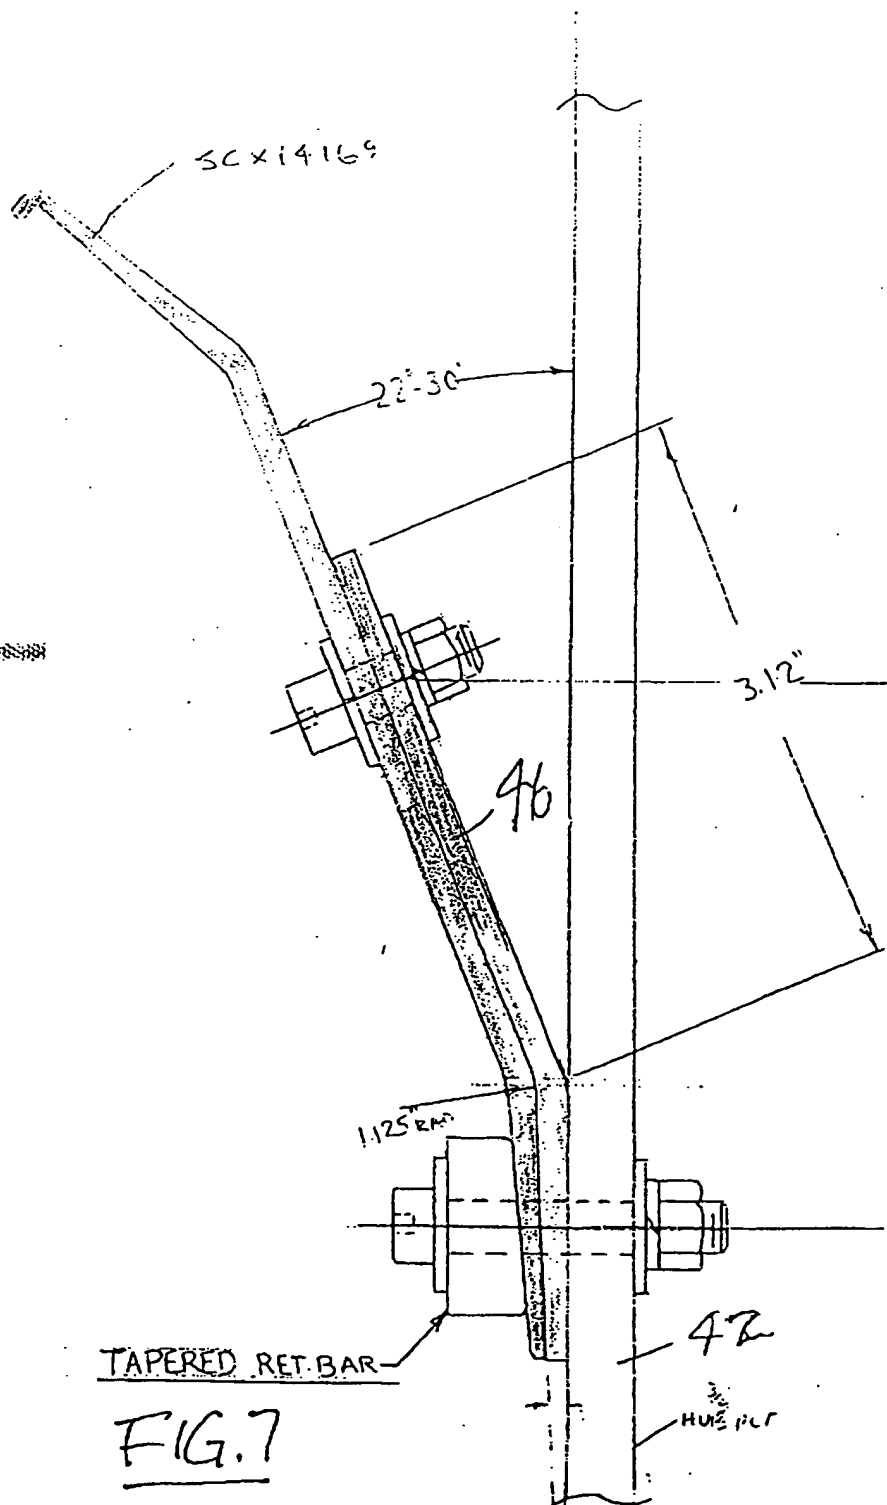 22°-30'
3.12"
46
1.125" RAD
42
TAPERED RET. BAR
FIG.7